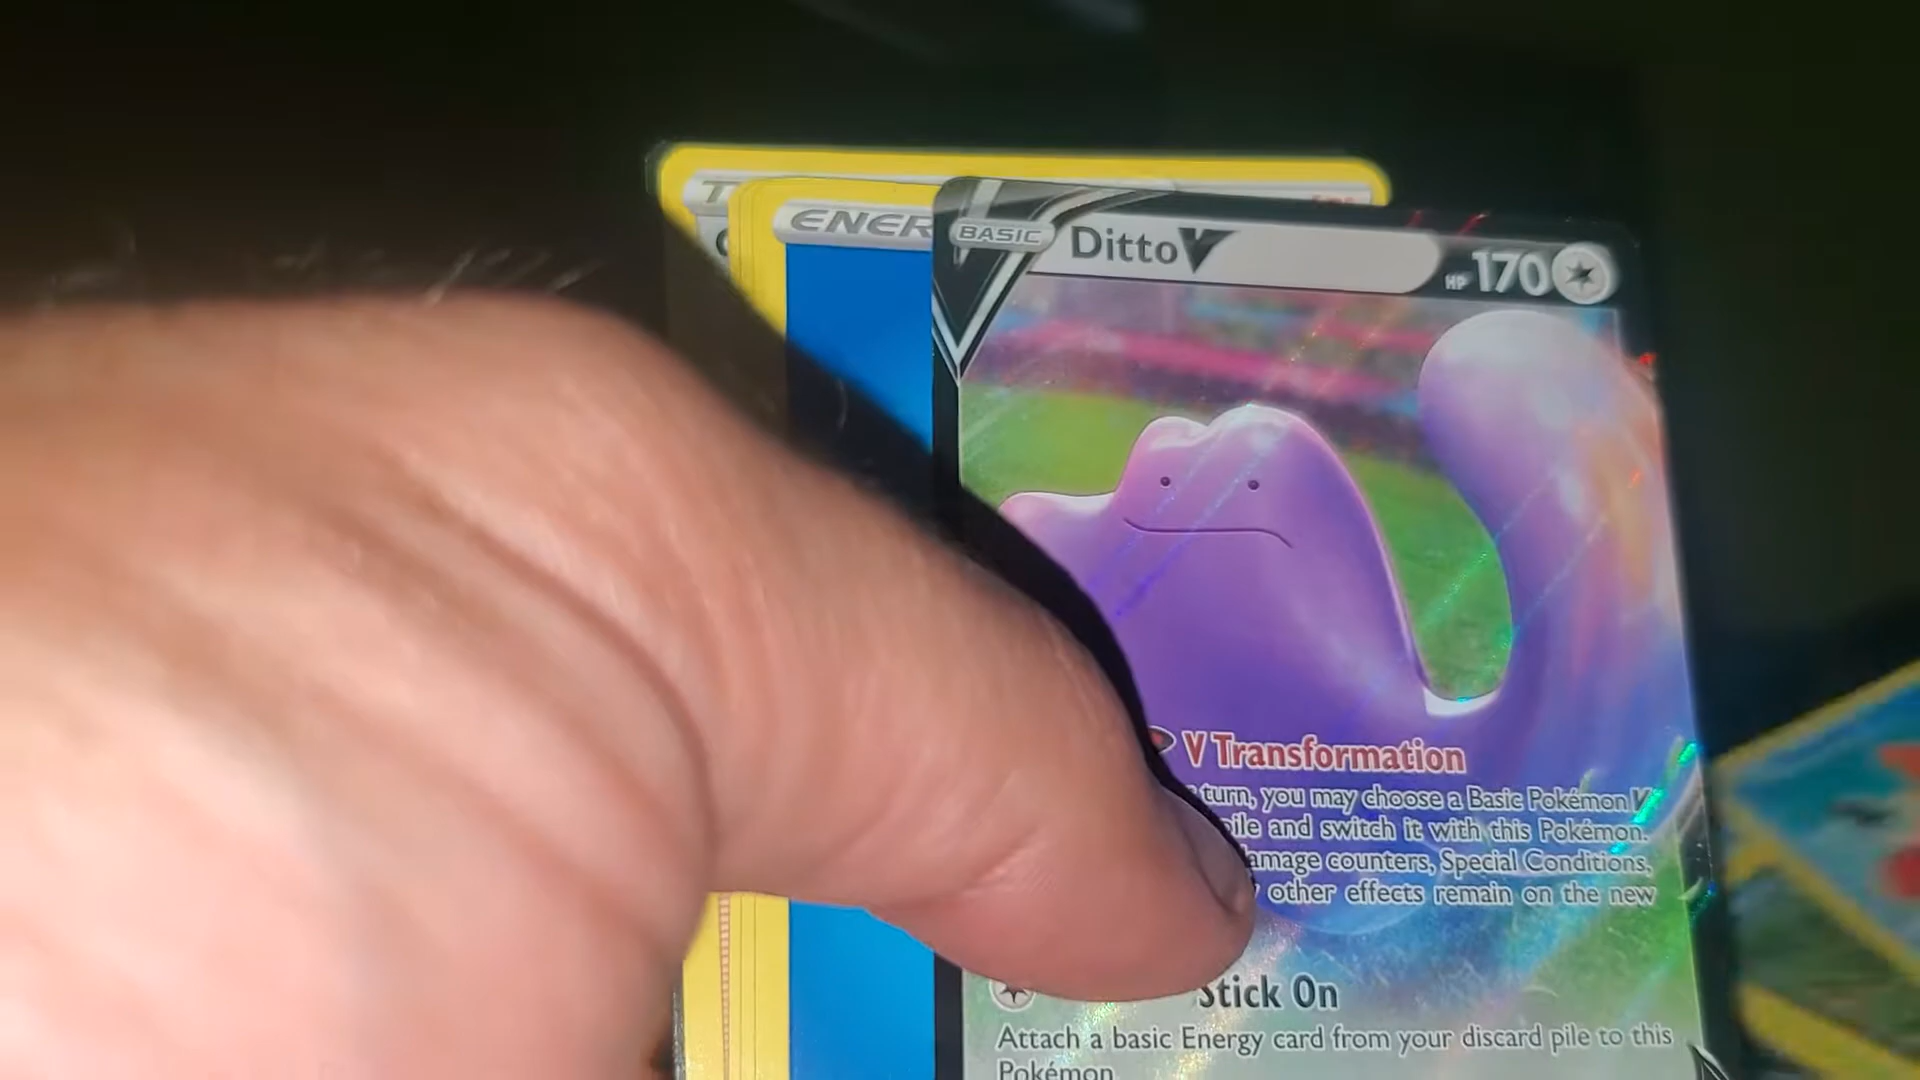 ENER
BASIC
Ditto V
HP 170
V Transformation
turn, you may choose a Basic Pokémon V
pile and switch it with this Pokémon.
damage counters, Special Conditions,
other effects remain on the new
Stick On
Attach a basic Energy card from your discard pile to this
Pokémon.